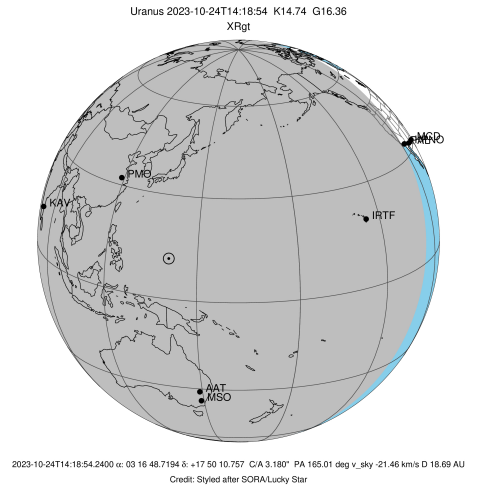 Uranus 2023-10-24T14:18:54 K14.74 G16.36
XRgt
MCD
PMO
KAV
IRTF
AAT
MSO
2023-10-24T14:18:54.2400 α: 03 16 48.7194 δ: +17 50 10.757 C/A 3.180" PA 165.01 deg v_sky -21.46 km/s D 18.69 AU
Credit: Styled after SORA/Lucky Star